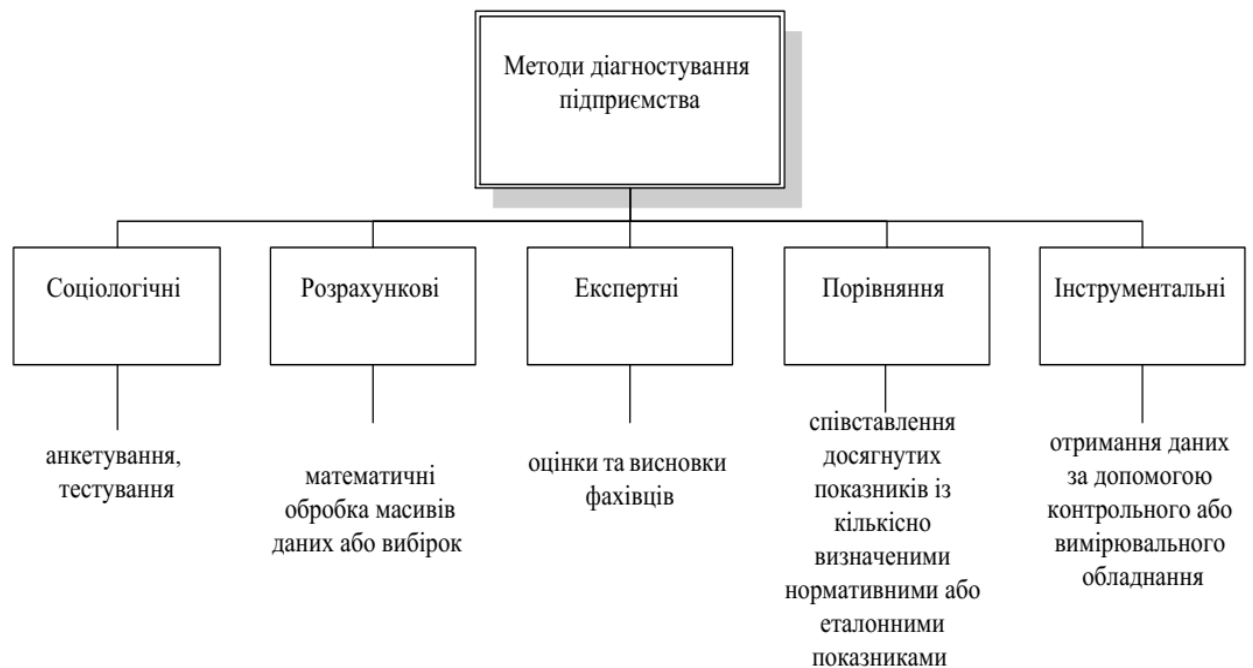 Методи діагностування
підприємства
Соціологічні
Розрахункові
Експертні
Порівняння
Інструментальні
анкетування,
тестування
математичні
обробка масивів
даних або вибірок
оцінки та висновки
фахівців
співставлення
досягнутих
показників із
кількісно
визначеними
нормативними або
еталонними
показниками
отримання даних
за допомогою
контрольного або
вимірювального
обладнання